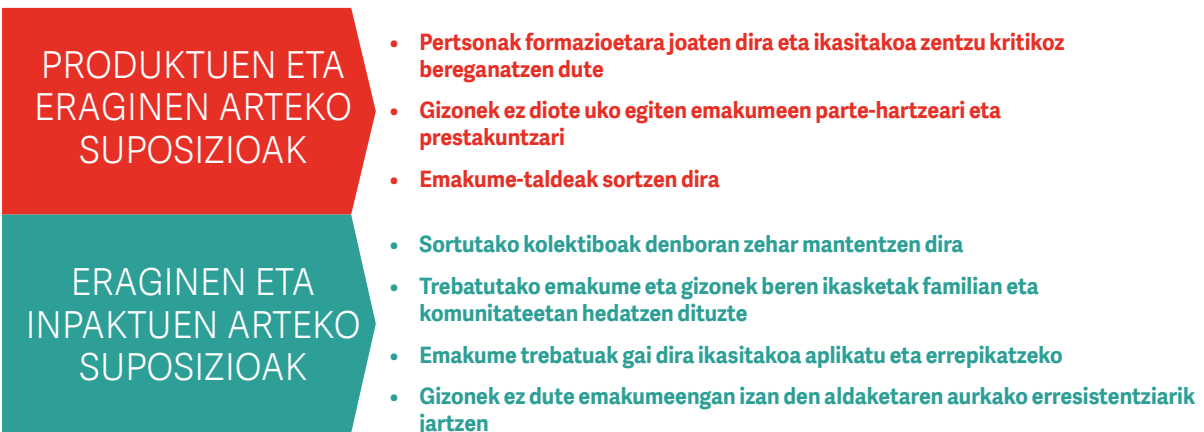 PRODUKTUEN ETA
ERAGINEN ARTEKO
SUPOSIZIOAK
• Pertsonak formazioetara joaten dira eta ikasitakoa zentzu kritikoz
bereganatzen dute
• Gizonek ez diote uko egiten emakumeen parte-hartzeari eta
prestakuntzari
• Emakume-taldeak sortzen dira
ERAGINEN ETA
INPAKTUEN ARTEKO
SUPOSIZIOAK
• Sortutako kolektiboak denboran zehar mantentzen dira
• Trebatutako emakume eta gizonek beren ikasketak familian eta
komunitateetan hedatzen dituzte
• Emakume trebatuak gai dira ikasitakoa aplikatu eta errepikatzeko
• Gizonek ez dute emakumeengan izan den aldaketaren aurkako erresistentziarik
jartzen